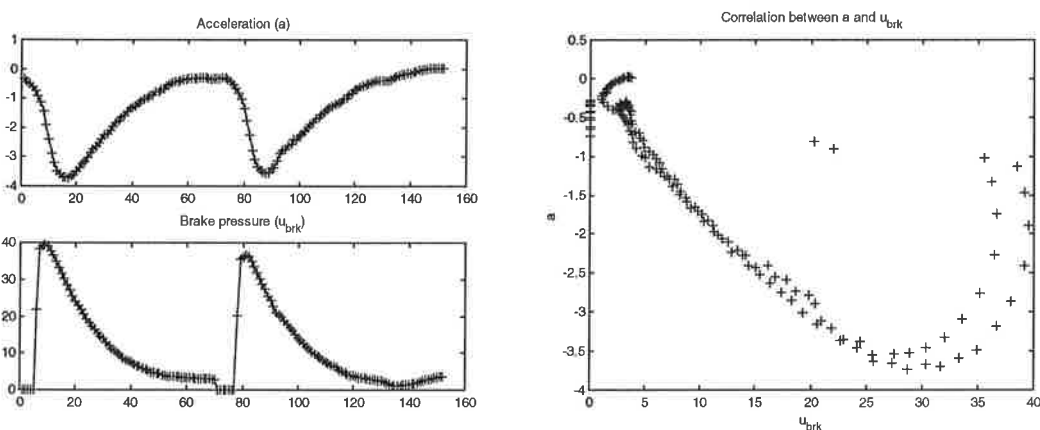 Acceleration (a)
1
0
-1
-2
-3
-4
0 20 40 60 80 100 120 140 160
Brake pressure (u_brk)
40
30
20
10
0
0 20 40 60 80 100 120 140 160
Correlation between a and u_brk
0.5
0
-0.5
-1
-1.5
-2
-2.5
-3
-3.5
-4
a
0 5 10 15 20 25 30 35 40
u_brk